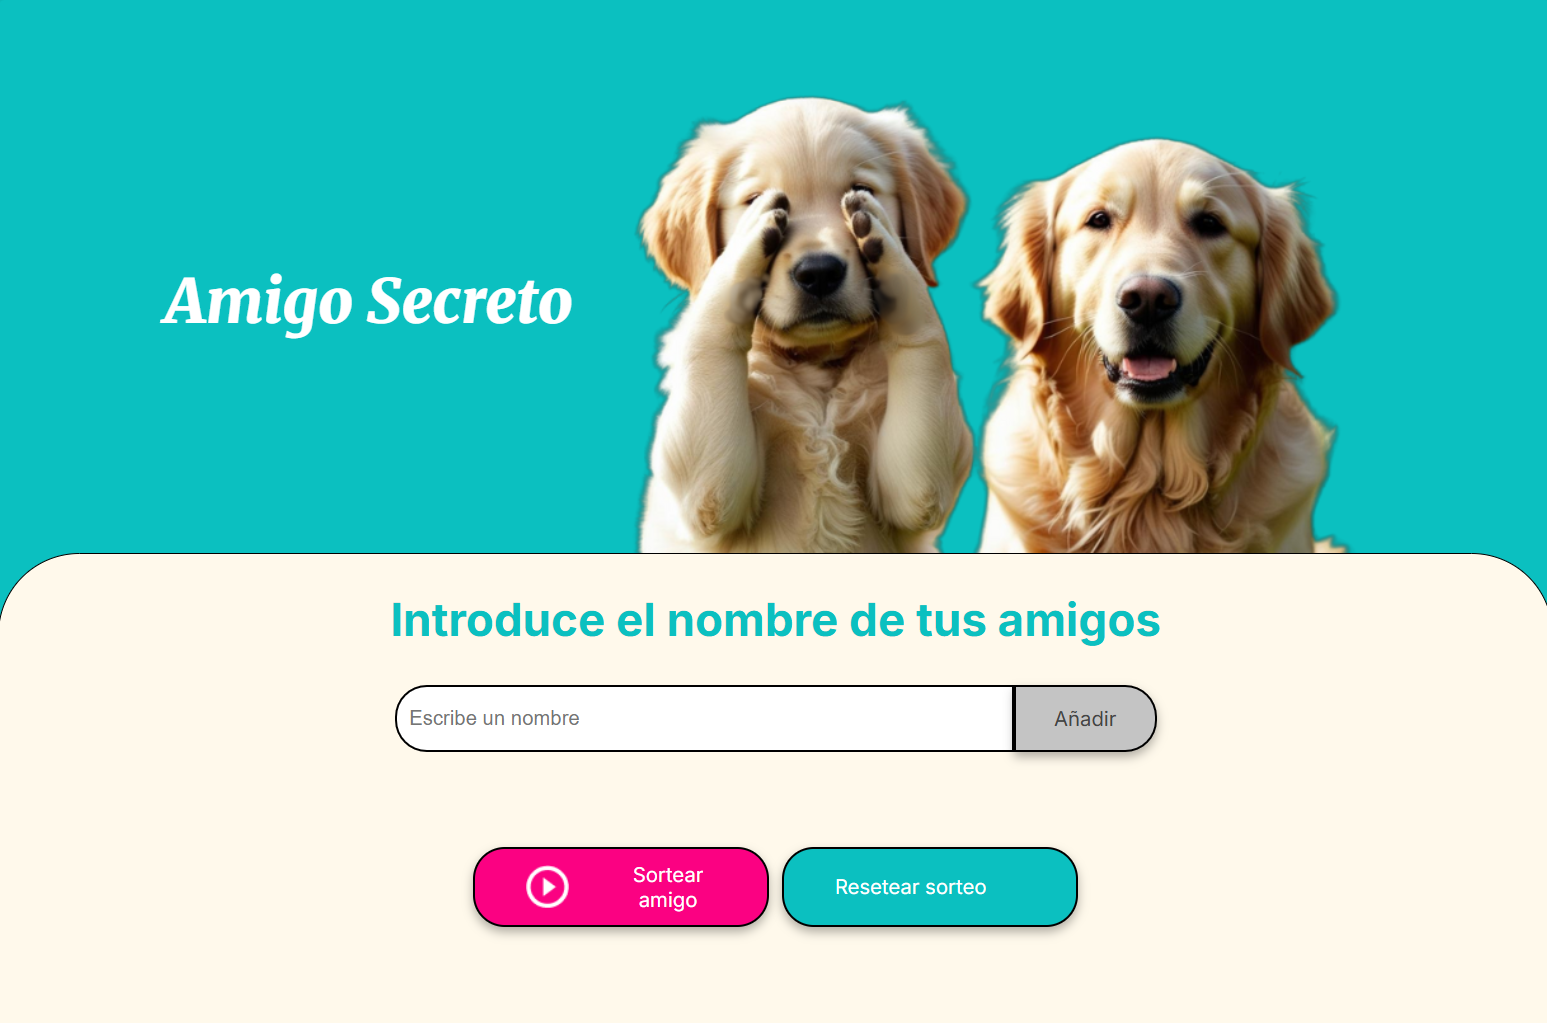 Amigo Secreto
Introduce el nombre de tus amigos
Escribe un nombre
Añadir
Sortear
amigo
Resetear sorteo